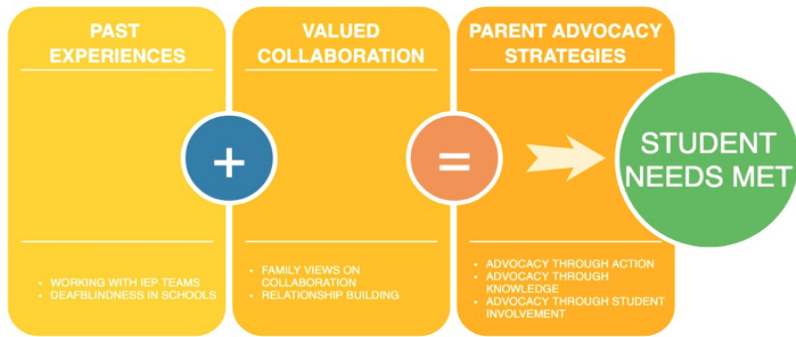 PAST
EXPERIENCES
+
• WORKING WITH IEP TEAMS
• DEAFBLINDNESS IN SCHOOLS
VALUED
COLLABORATION
=
• FAMILY VIEWS ON
COLLABORATION
• RELATIONSHIP BUILDING
PARENT ADVOCACY
STRATEGIES
• ADVOCACY THROUGH ACTION
• ADVOCACY THROUGH
KNOWLEDGE
• ADVOCACY THROUGH STUDENT
INVOLVEMENT
STUDENT
NEEDS MET